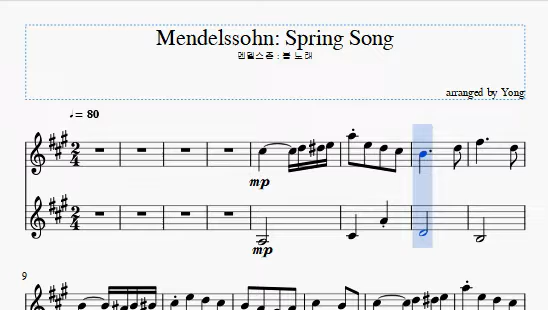 Mendelssohn: Spring Song
멘델스존 : 봄 노래
arranged by Yong
♩ = 80
mp
mp
9